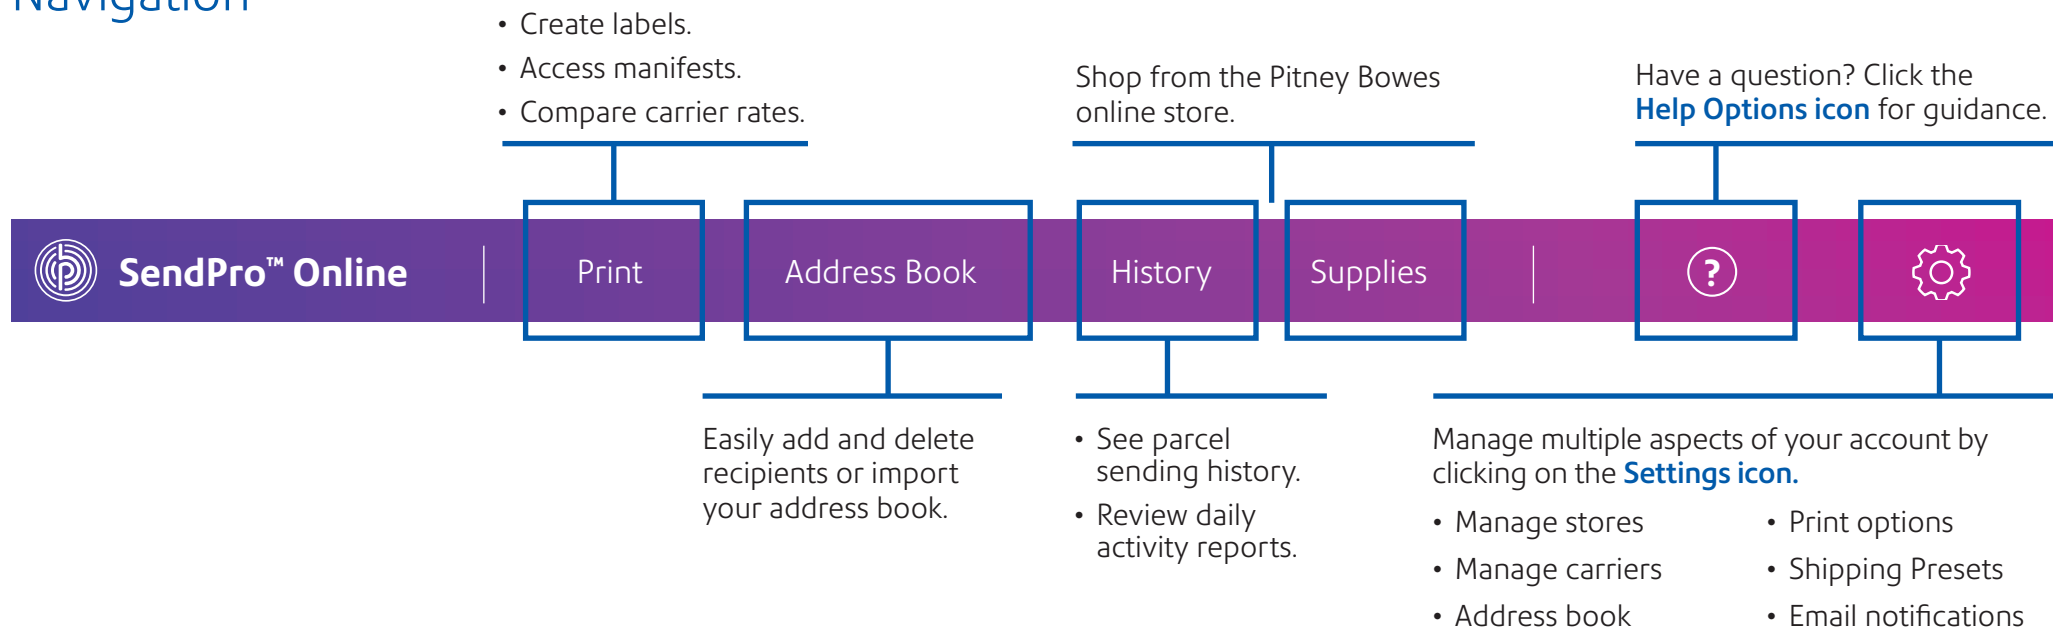 Navigation
• Create labels.
• Access manifests.
• Compare carrier rates.
Shop from the Pitney Bowes
online store.
Have a question? Click the
Help Options icon for guidance.
SendPro™ Online
Print
Address Book
History
Supplies
?
Easily add and delete
recipients or import
your address book.
• See parcel
sending history.
• Review daily
activity reports.
Manage multiple aspects of your account by
clicking on the Settings icon.
• Manage stores
• Manage carriers
• Address book
• Print options
• Shipping Presets
• Email notifications